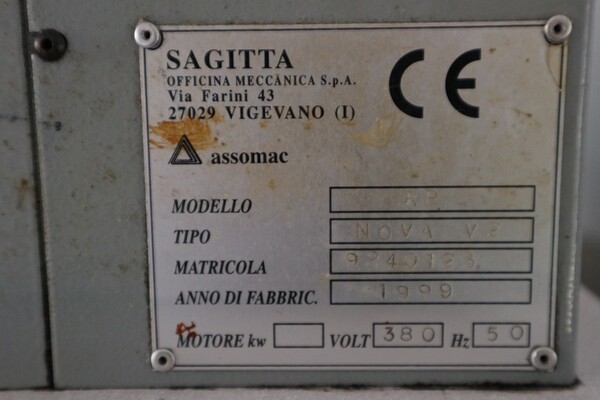 SAGITTA
OFFICINA MECCANICA S.p.A.
Via Farini 43
27029 VIGEVANO (I)
CE
assomac
MODELLO
TIPO NOVA
MATRICOLA
ANNO DI FABBRIC. 1999
MOTORE kw VOLT 380 Hz 50